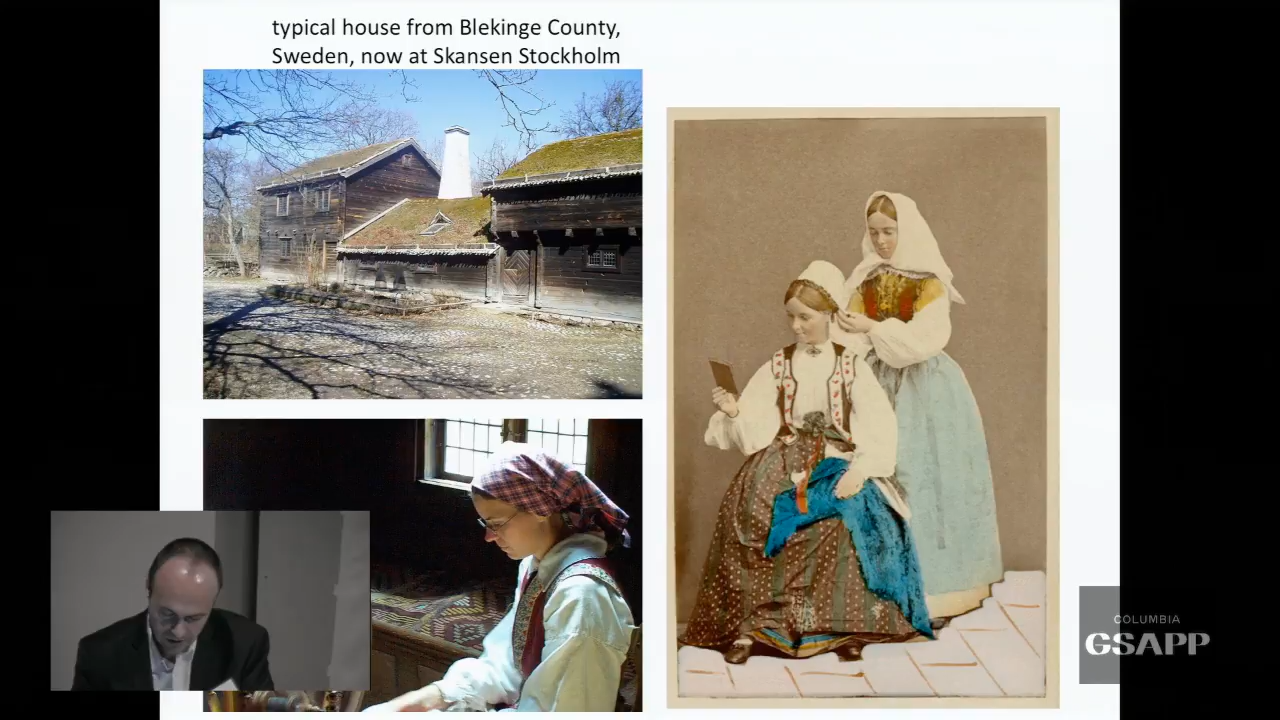 typical house from Blekinge County,
Sweden, now at Skansen Stockholm
COLUMBIA
GSAPP